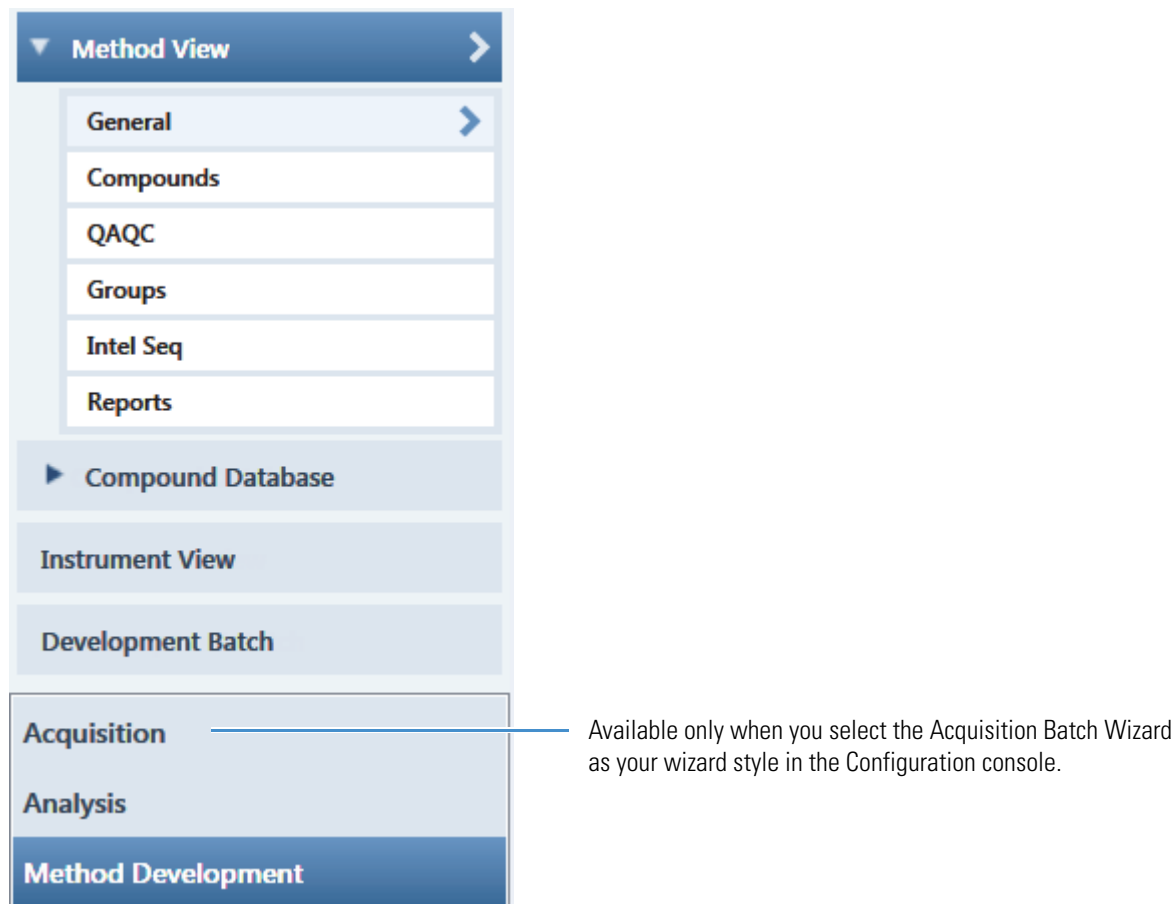 Method View
General
Compounds
QAQC
Groups
Intel Seq
Reports
Compound Database
Instrument View
Development Batch
Acquisition
Available only when you select the Acquisition Batch Wizard
as your wizard style in the Configuration console.
Analysis
Method Development